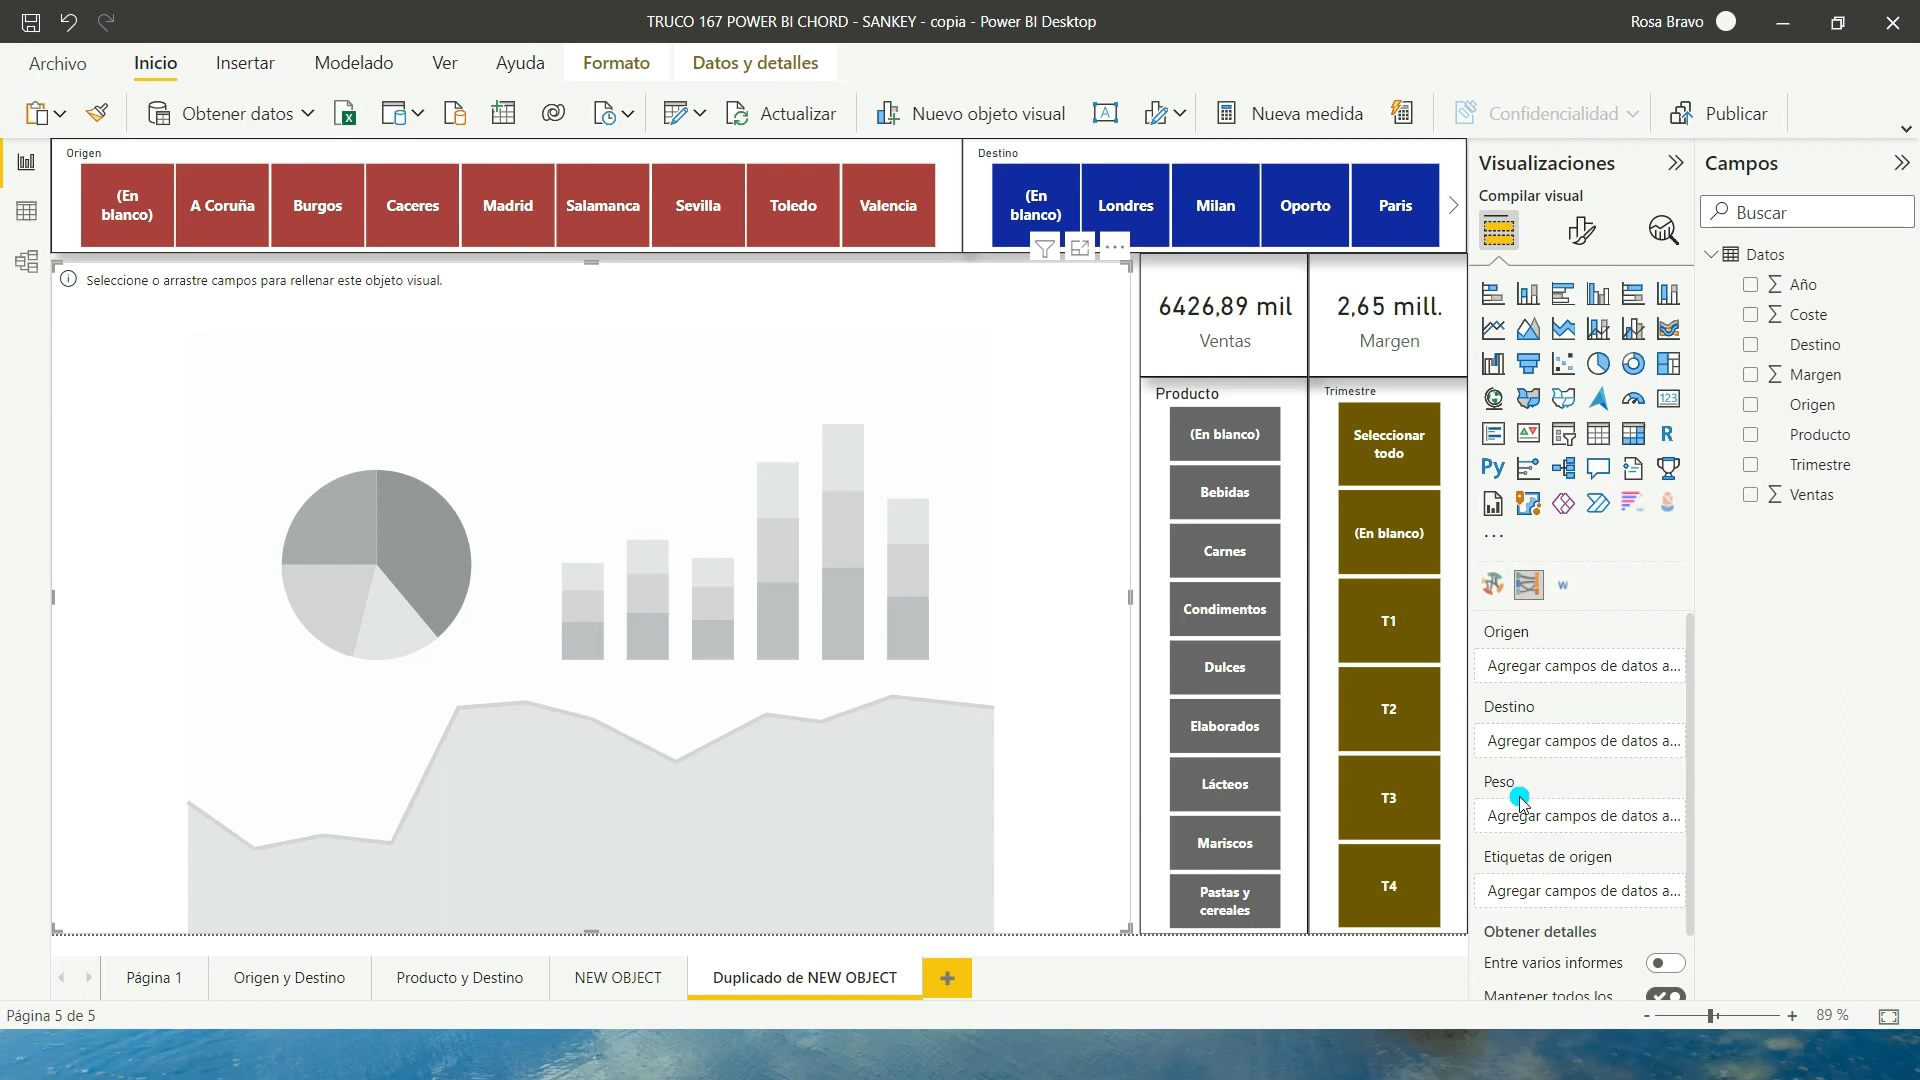 TRUCO 167 POWER BI CHORD - SANKEY - copia - Power BI Desktop
Rosa Bravo
Archivo
Inicio
Insertar
Modelado
Ver
Ayuda
Formato
Datos y detalles
Obtener datos
Actualizar
Nuevo objeto visual
Nueva medida
Confidencialidad
Publicar
Origen
(En
blanco)
A Coruña
Burgos
Caceres
Madrid
Salamanca
Sevilla
Toledo
Valencia
Destino
(En
blanco)
Londres
Milan
Oporto
Paris
Seleccione o arrastre campos para rellenar este objeto visual.
6426,89 mil
Ventas
2,65 mill.
Margen
Producto
(En blanco)
Bebidas
Carnes
Condimentos
Dulces
Elaborados
Lácteos
Mariscos
Pastas y
cereales
Trimestre
Seleccionar
todo
(En blanco)
T1
T2
T3
T4
Visualizaciones
Compilar visual
123
R
Py
...
W
Origen
Agregar campos de datos a...
Destino
Agregar campos de datos a...
Peso
Agregar campos de datos a...
Etiquetas de origen
Agregar campos de datos a...
Obtener detalles
Entre varios informes
Mantener todos los
Campos
Buscar
Datos
Año
Coste
Destino
Margen
Origen
Producto
Trimestre
Ventas
Página 1
Origen y Destino
Producto y Destino
NEW OBJECT
Duplicado de NEW OBJECT
+
Página 5 de 5
- + 89 %